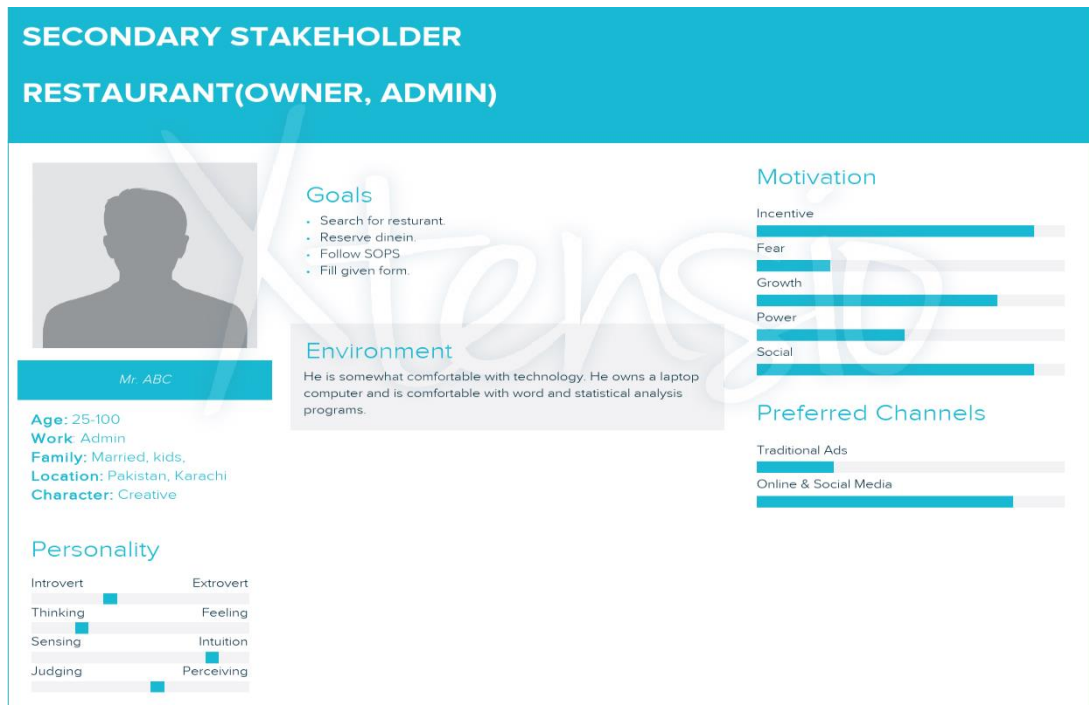 SECONDARY STAKEHOLDER
RESTAURANT(OWNER, ADMIN)
Mr. ABC
Age: 25-100
Work: Admin
Family: Married, kids,
Location: Pakistan, Karachi
Character: Creative
Personality
Introvert Extrovert
Thinking Feeling
Sensing Intuition
Judging Perceiving
Goals
• Search for resturant.
• Reserve dinein.
• Follow SOPS
• Fill given form.
Environment
He is somewhat comfortable with technology. He owns a laptop
computer and is comfortable with word and statistical analysis
programs.
Motivation
Incentive
Fear
Growth
Power
Social
Preferred Channels
Traditional Ads
Online & Social Media
Xtensio